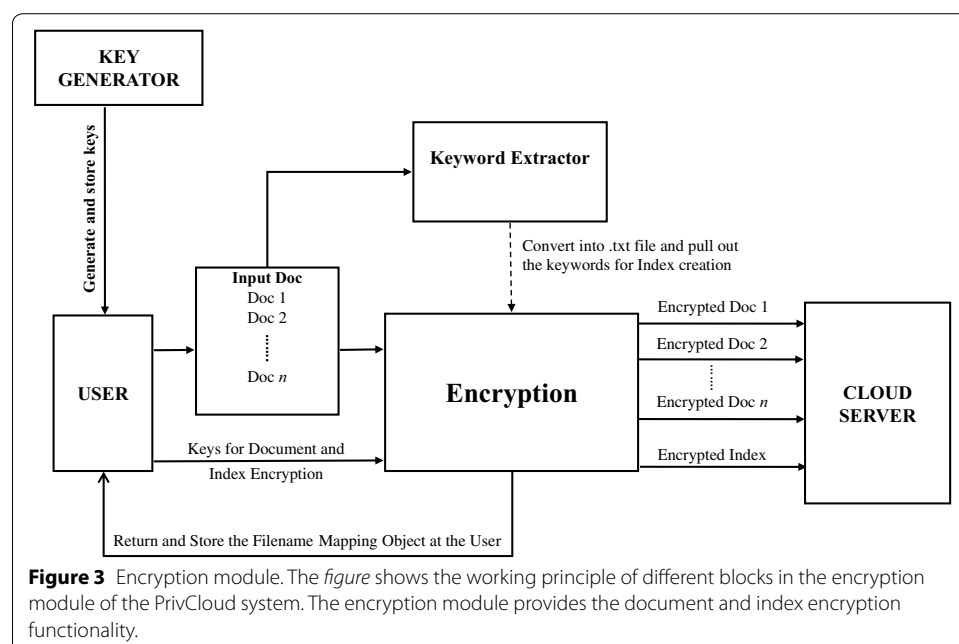 KEY
GENERATOR
Generate and store keys
Keyword Extractor
Convert into .txt file and pull out
the keywords for Index creation
Input Doc
Doc 1
Doc 2
Doc n
USER
Encryption
Encrypted Doc 1
Encrypted Doc 2
Encrypted Doc n
Encrypted Index
CLOUD
SERVER
Keys for Document and
Index Encryption
Return and Store the Filename Mapping Object at the User
Figure 3 Encryption module. The figure shows the working principle of different blocks in the encryption
module of the PrivCloud system. The encryption module provides the document and index encryption
functionality.